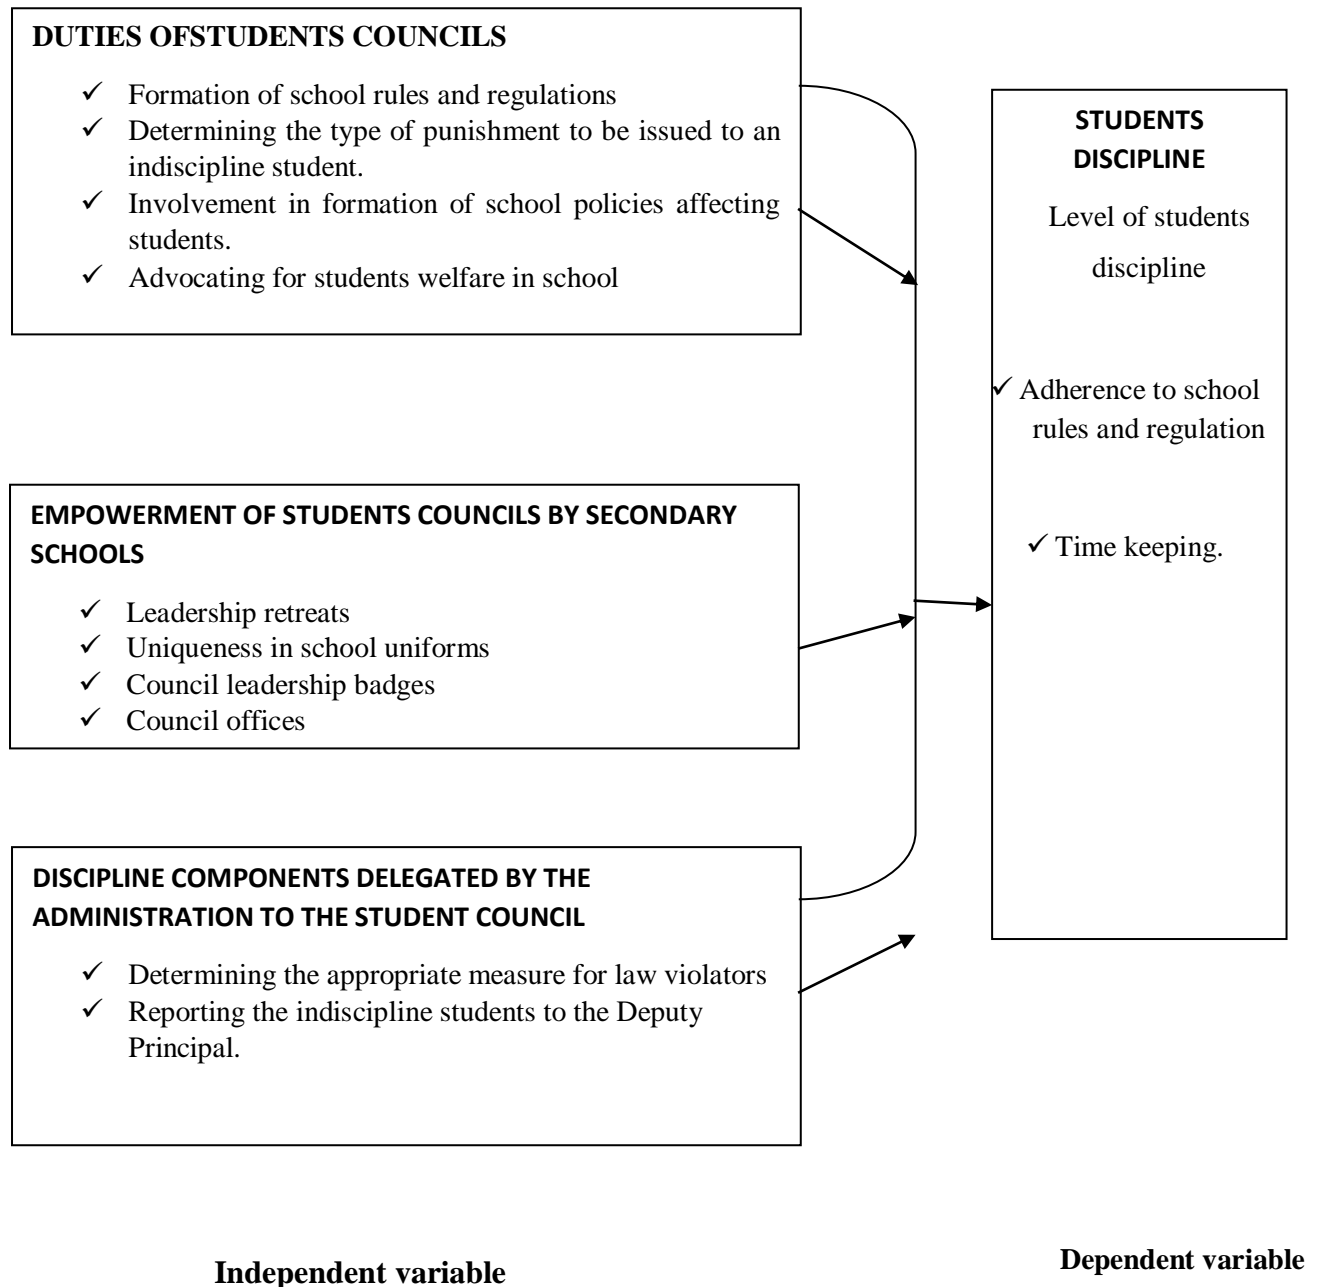 DUTIES OFSTUDENTS COUNCILS
✓ Formation of school rules and regulations
✓ Determining the type of punishment to be issued to an
indiscipline student.
✓ Involvement in formation of school policies affecting
students.
✓ Advocating for students welfare in school
EMPOWERMENT OF STUDENTS COUNCILS BY SECONDARY
SCHOOLS
✓ Leadership retreats
✓ Uniqueness in school uniforms
✓ Council leadership badges
✓ Council offices
DISCIPLINE COMPONENTS DELEGATED BY THE
ADMINISTRATION TO THE STUDENT COUNCIL
✓ Determining the appropriate measure for law violators
✓ Reporting the indiscipline students to the Deputy
Principal.
STUDENTS
DISCIPLINE
Level of students
discipline
✓ Adherence to school
rules and regulation
✓ Time keeping.
Independent variable
Dependent variable